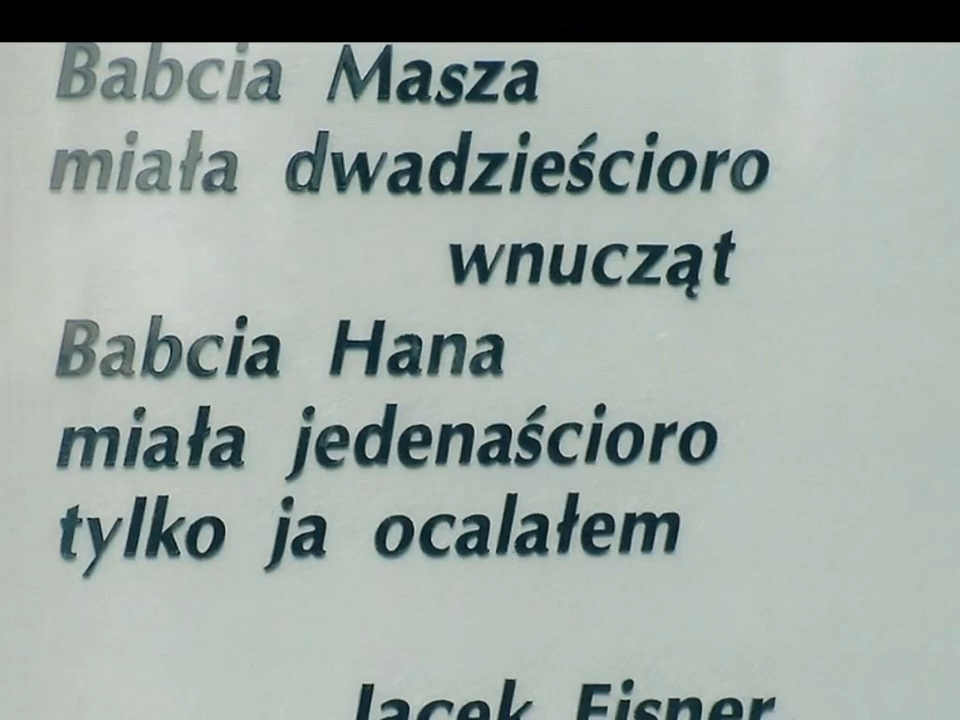 Babcia Masza
miała dwadzieścioro
wnucząt
Babcia Hana
miała jedenaścioro
tylko ja ocalałem
Jacek Eisner